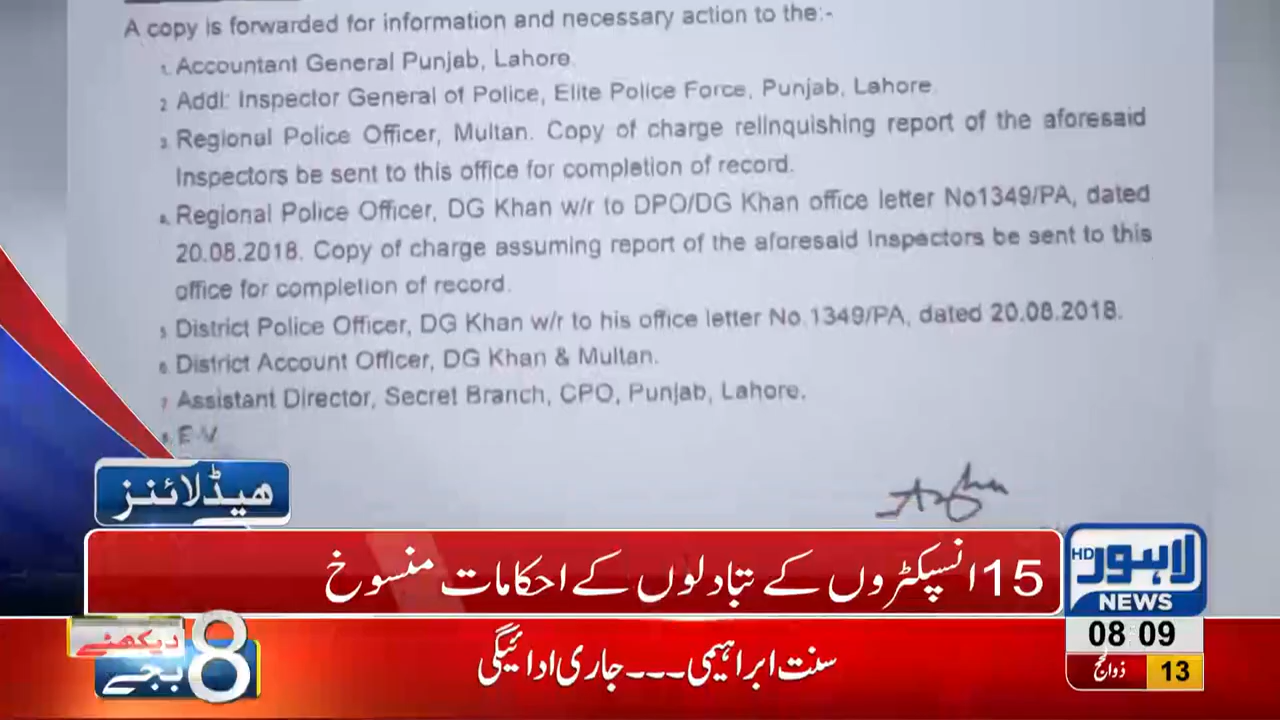 A copy is forwarded for information and necessary action to the:-
1. Accountant General Punjab, Lahore.
2 Addl: Inspector General of Police, Elite Police Force, Punjab, Lahore.
3. Regional Police Officer, Multan. Copy of charge relinquishing report of the aforesaid
Inspectors be sent to this office for completion of record.
4. Regional Police Officer, DG Khan w/r to DPO/DG Khan office letter No1349/PA, dated
20.08.2018. Copy of charge assuming report of the aforesaid Inspectors be sent to this
office for completion of record.
5 District Police Officer, DG Khan w/r to his office letter No.1349/PA, dated 20.08.2018.
6. District Account Officer, DG Khan & Multan.
7 Assistant Director, Secret Branch, CPO, Punjab, Lahore.
8. E-V
ہیڈلائنز
15 انسپکٹروں کے تبادلوں کے احکامات منسوخ
HD لاہور
NEWS
08 09
13 ذوالحج
دیکھئے 8 بجے
سنت ابراہیمی۔۔۔جاری ادائیگی